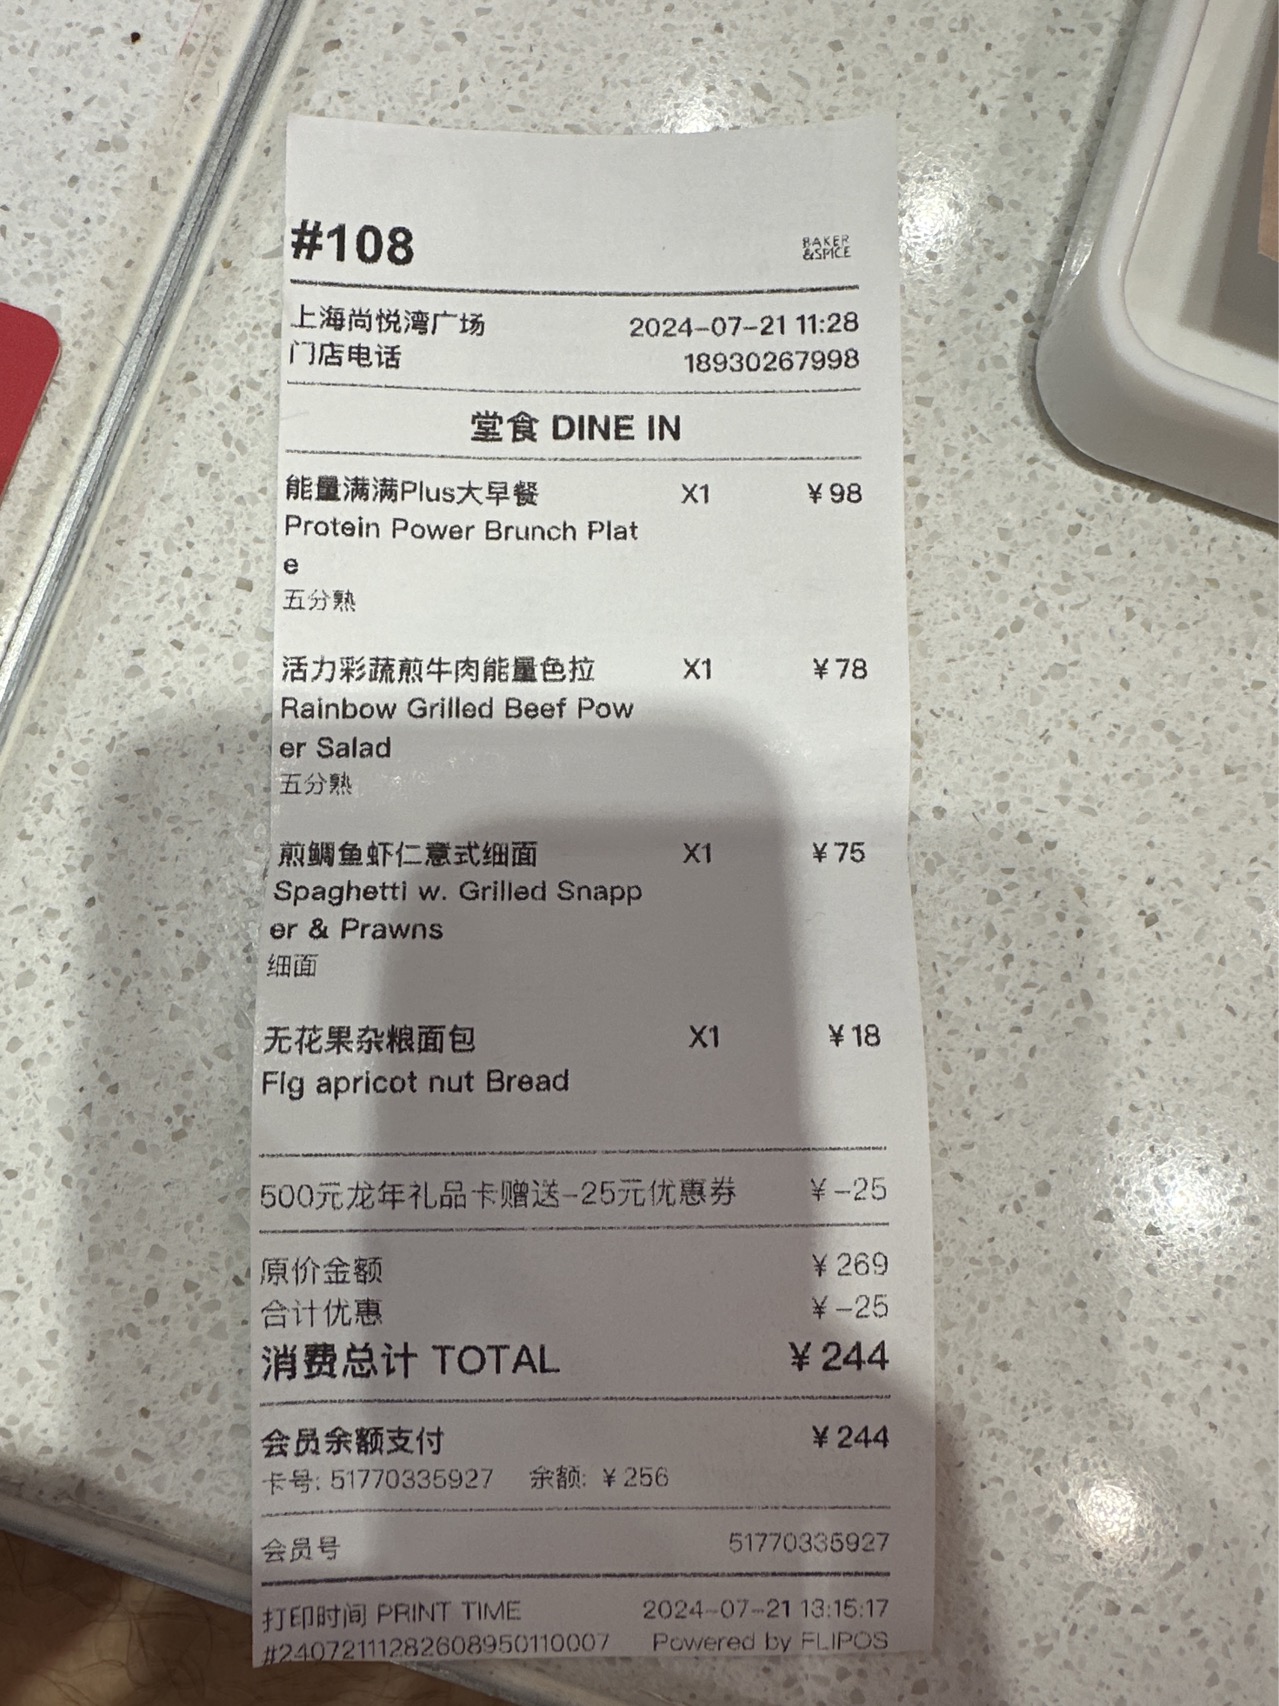 #108
BAKER
&SPICE
上海尚悦湾广场 2024-07-21 11:28
门店电话 18930267998
堂食 DINE IN
能量满满Plus大早餐 X1 ￥98
Protein Power Brunch Plat
e
五分熟
活力彩蔬煎牛肉能量色拉 X1 ￥78
Rainbow Grilled Beef Pow
er Salad
五分熟
煎鲷鱼虾仁意式细面 X1 ￥75
Spaghetti w. Grilled Snapp
er & Prawns
细面
无花果杂粮面包 X1 ￥18
Fig apricot nut Bread
500元龙年礼品卡赠送-25元优惠券 ￥-25
原价金额 ￥269
合计优惠 ￥-25
消费总计 TOTAL ￥244
会员余额支付 ￥244
卡号: 51770335927 余额: ￥256
会员号 51770335927
打印时间 PRINT TIME 2024-07-21 13:15:17
#24072111282608950110007 Powered by FLIPOS